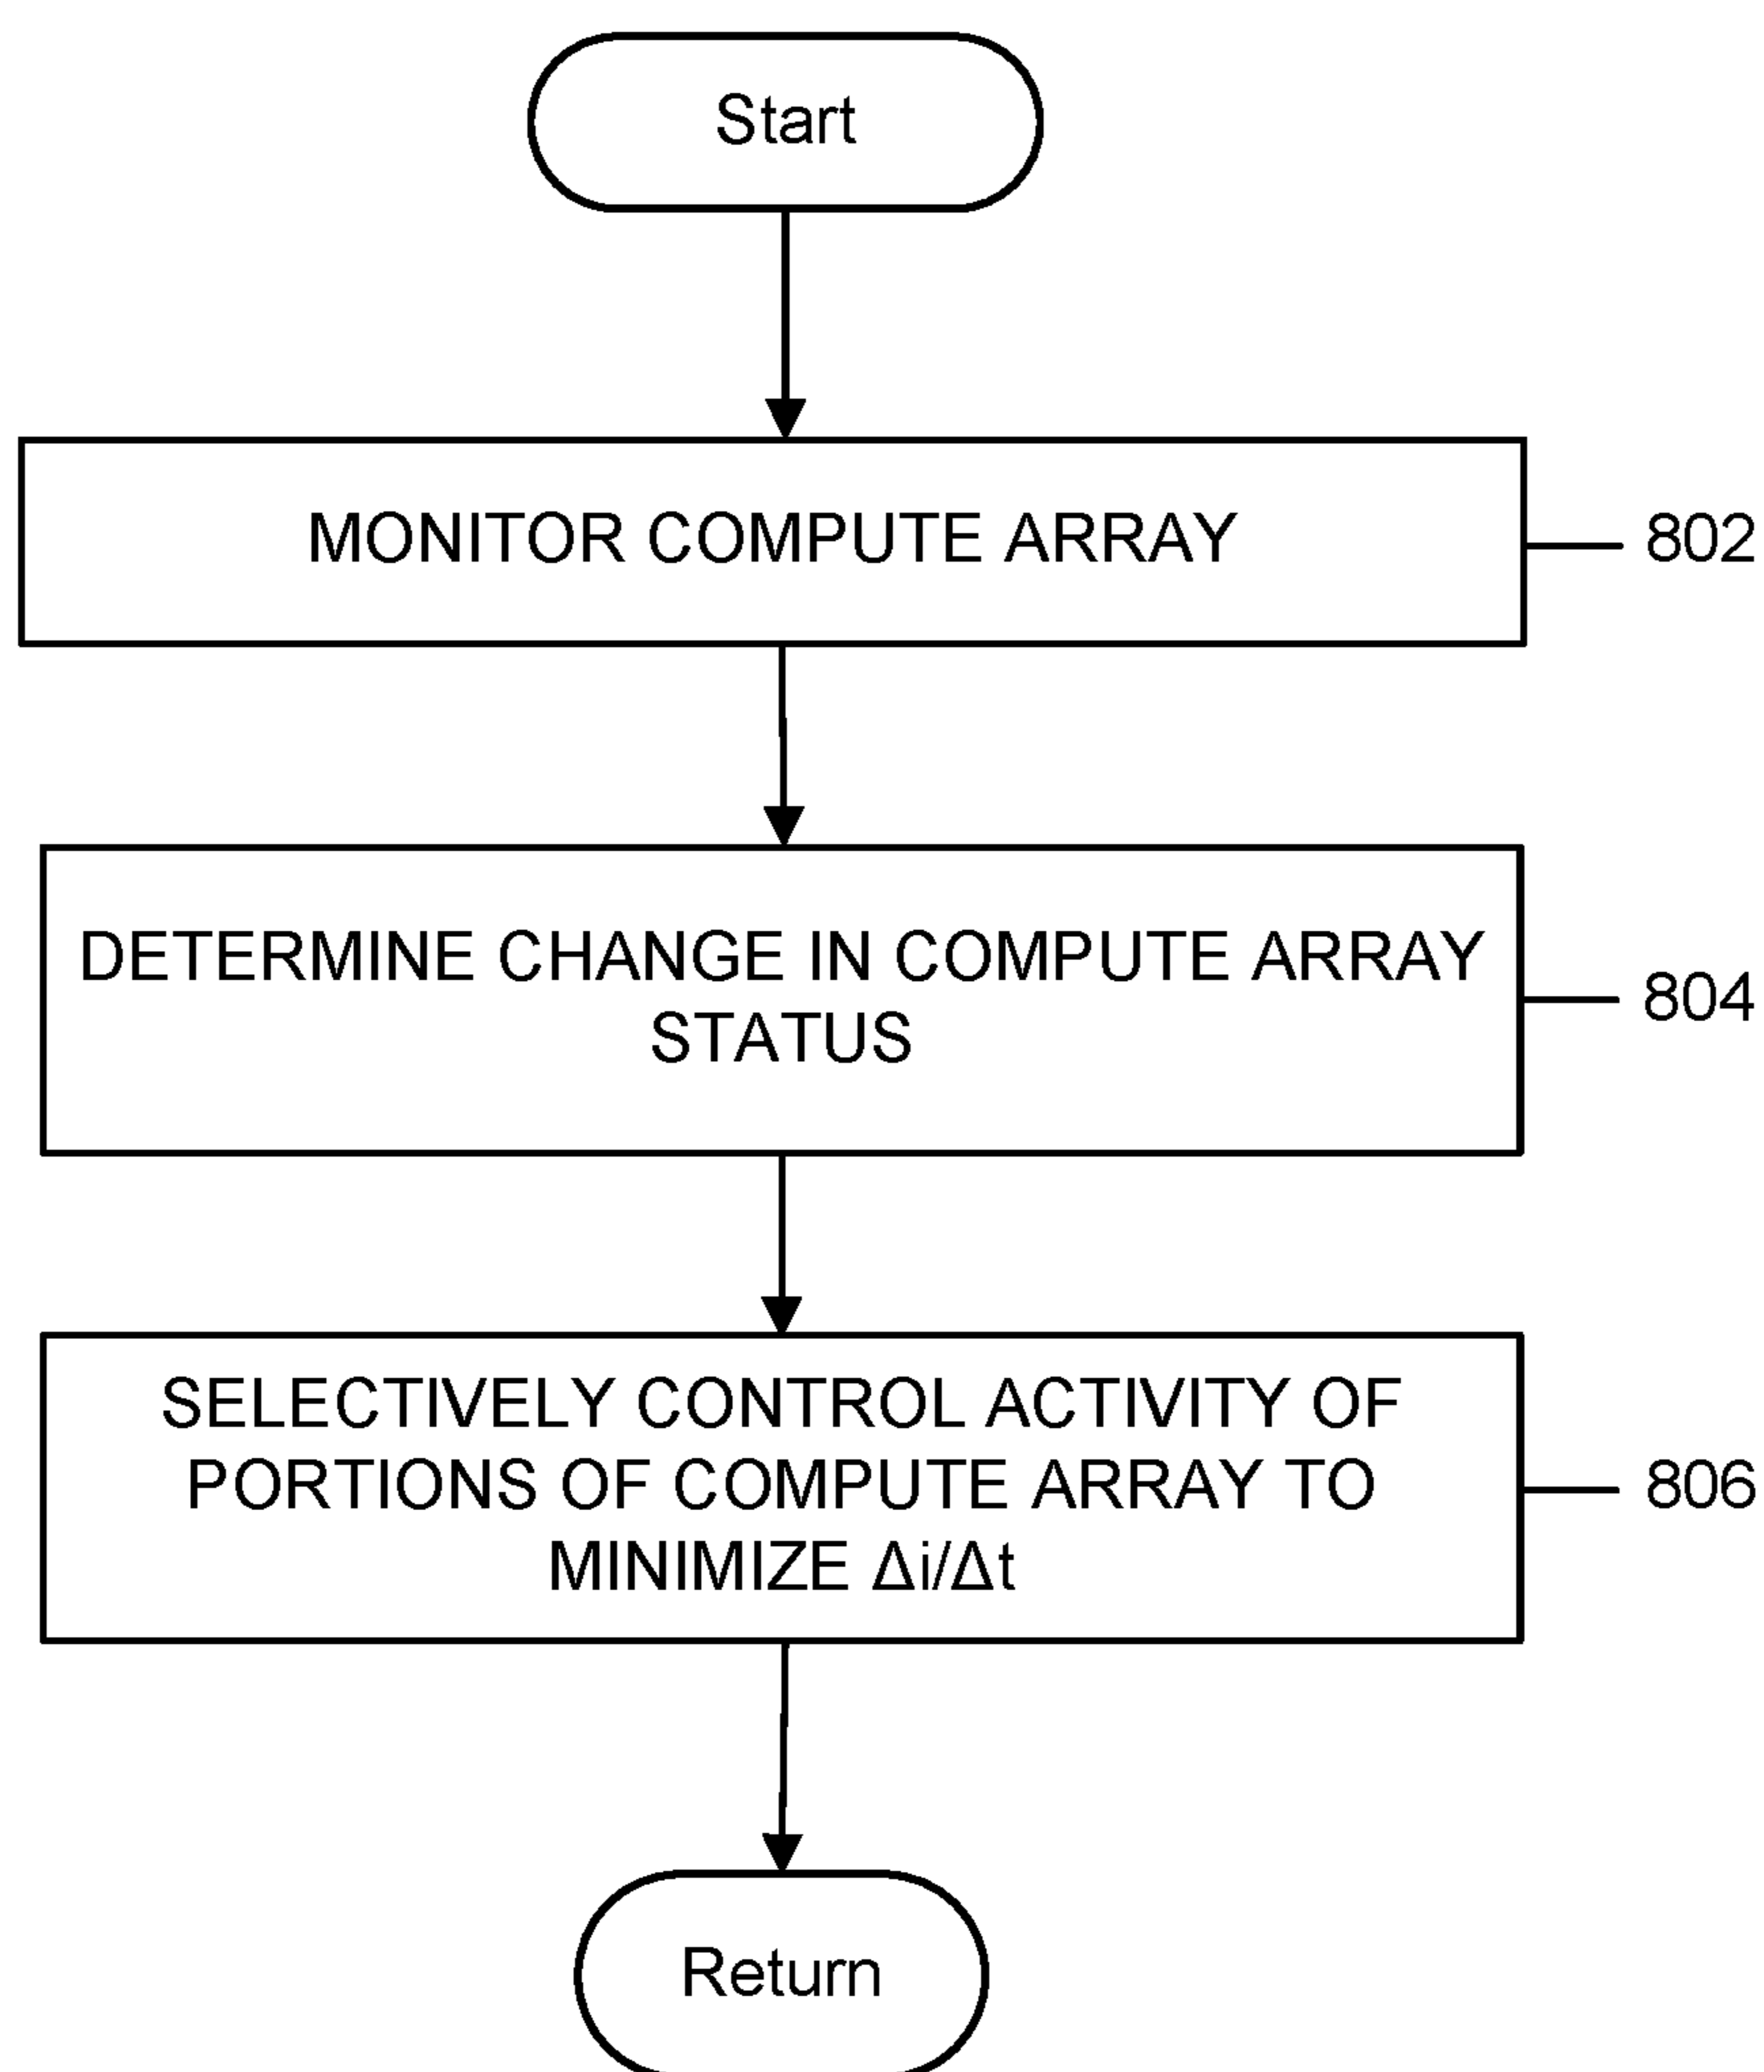 Start
MONITOR COMPUTE ARRAY
802
DETERMINE CHANGE IN COMPUTE ARRAY
STATUS
804
SELECTIVELY CONTROL ACTIVITY OF
PORTIONS OF COMPUTE ARRAY TO
MINIMIZE Δi/Δt
806
Return